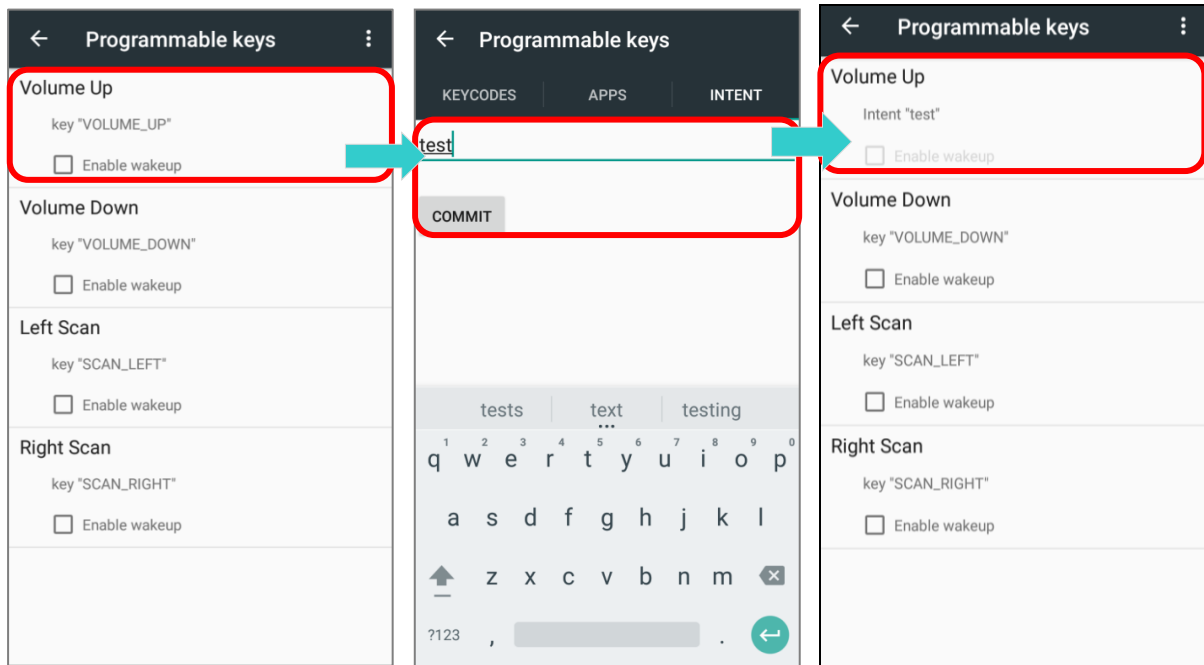 Programmable keys
Volume Up
key "VOLUME_UP"
Enable wakeup
Volume Down
key "VOLUME_DOWN"
Enable wakeup
Left Scan
key "SCAN_LEFT"
Enable wakeup
Right Scan
key "SCAN_RIGHT"
Enable wakeup
Programmable keys
KEYCODES APPS INTENT
test
COMMIT
tests text testing
1 2 3 4 5 6 7 8 9 0
q w e r t y u i o p
a s d f g h j k l
z x c v b n m
?123 , .
Programmable keys
Volume Up
Intent "test"
Enable wakeup
Volume Down
key "VOLUME_DOWN"
Enable wakeup
Left Scan
key "SCAN_LEFT"
Enable wakeup
Right Scan
key "SCAN_RIGHT"
Enable wakeup